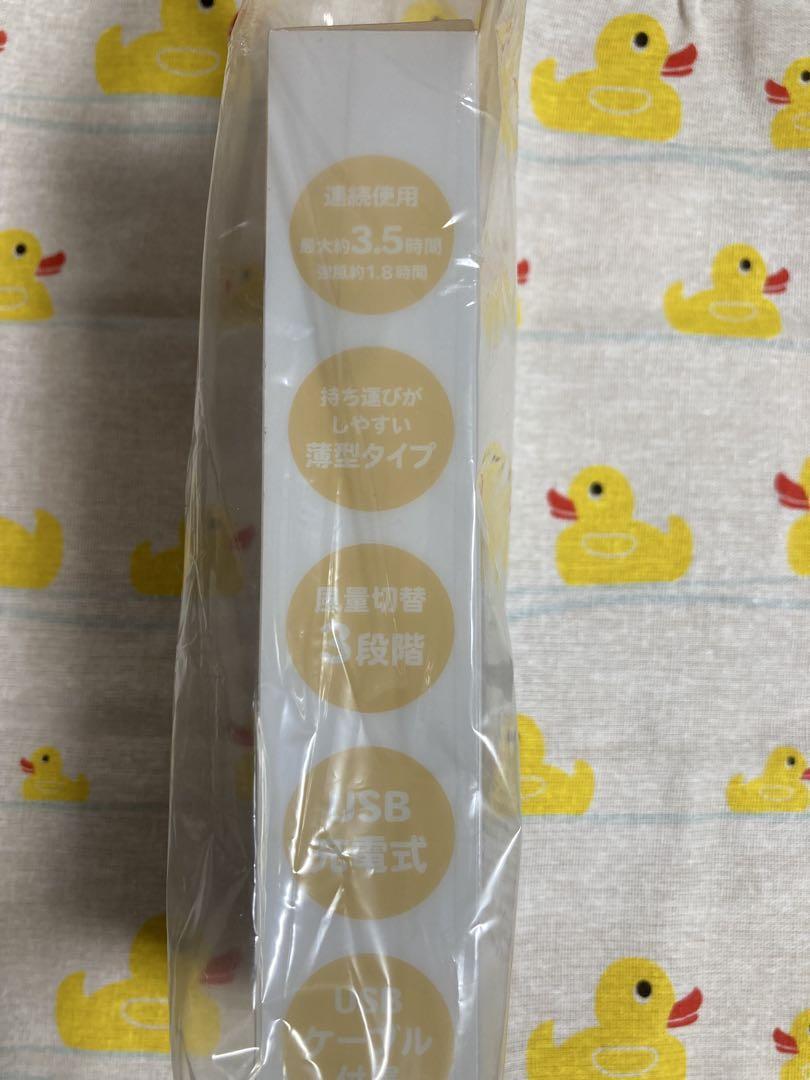 連続使用
最大約3.5時間
強風約1.8時間
持ち運びが
しやすい
薄型タイプ
風量切替
3段階
USB
充電式
USB
ケーブル
付属